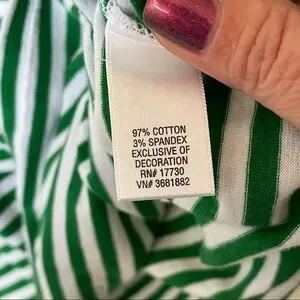 97% COTTON
3% SPANDEX
EXCLUSIVE OF
DECORATION
RN# 17730
VN# 3681882